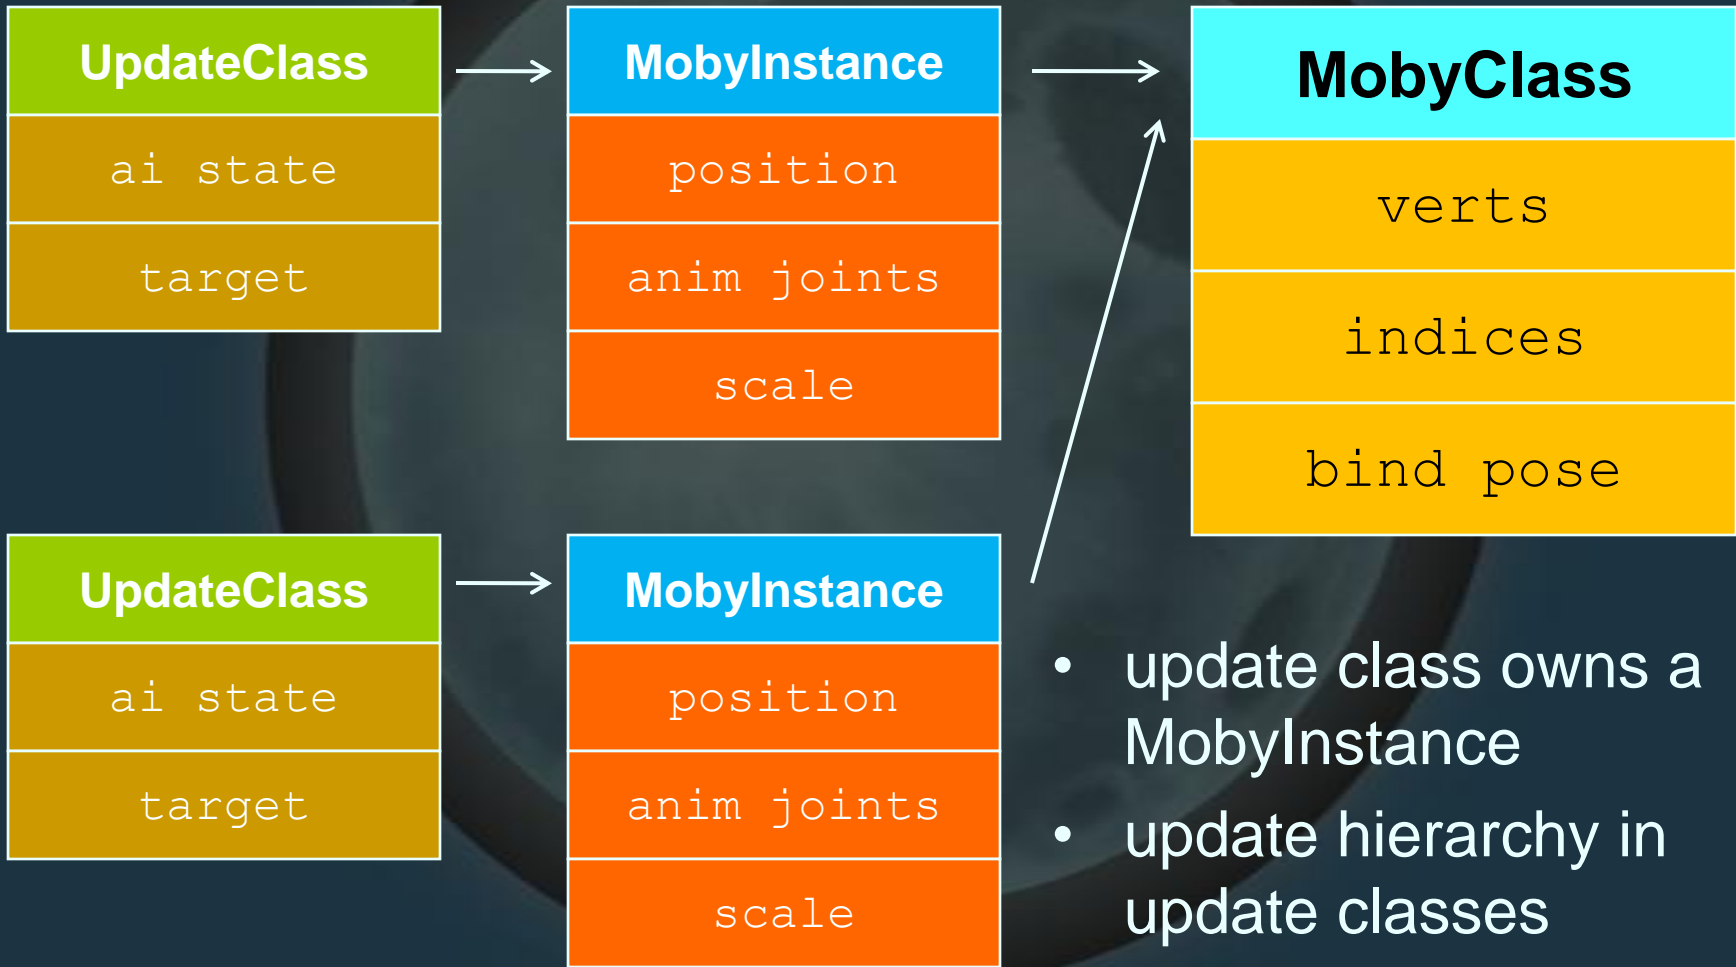 UpdateClass
ai state
target
MobyInstance
position
anim joints
scale
MobyClass
verts
indices
bind pose
UpdateClass
ai state
target
MobyInstance
position
anim joints
scale
• update class owns a
MobyInstance
• update hierarchy in
update classes